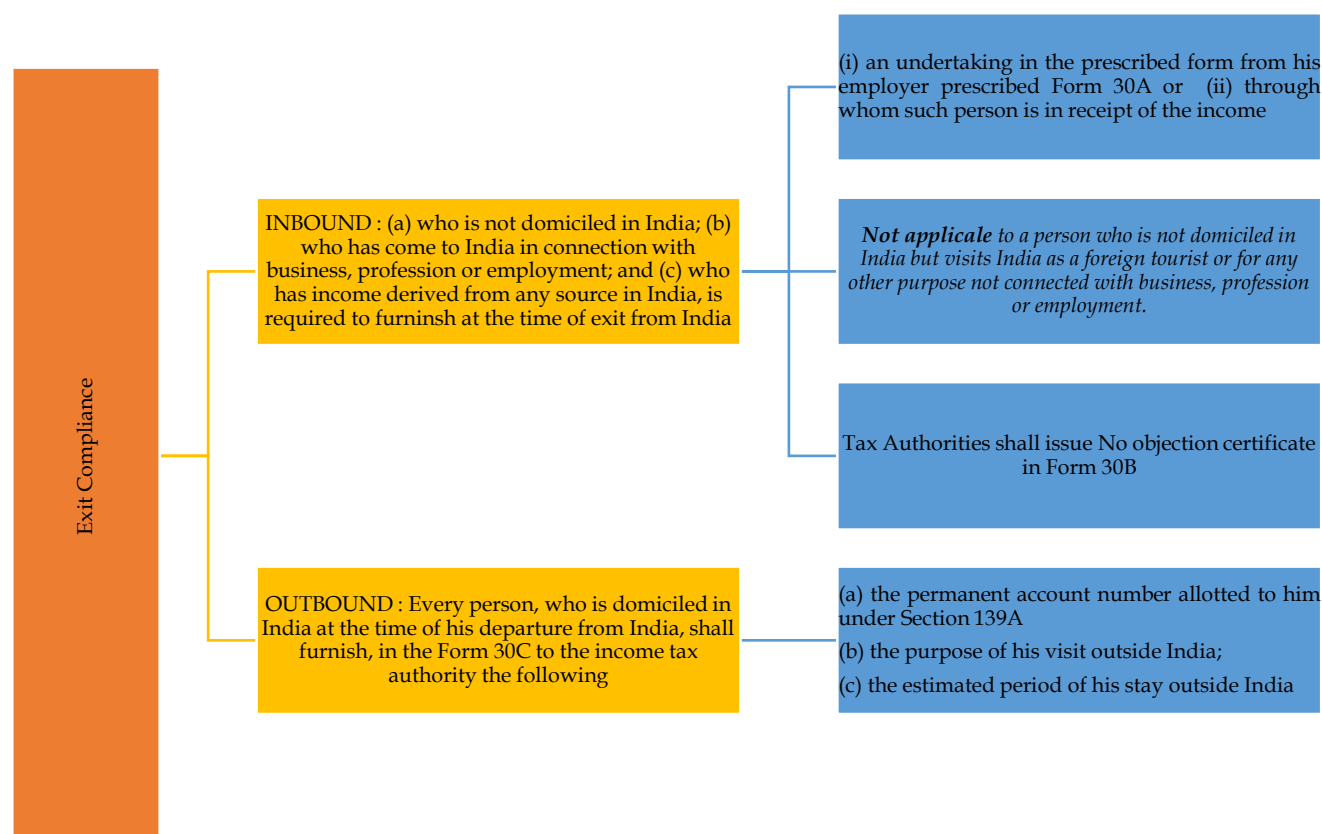 Exit Compliance
INBOUND : (a) who is not domiciled in India; (b)
who has come to India in connection with
business, profession or employment; and (c) who
has income derived from any source in India, is
required to furninsh at the time of exit from India
(i) an undertaking in the prescribed form from his
employer prescribed Form 30A or (ii) through
whom such person is in receipt of the income
Not applicale to a person who is not domiciled in
India but visits India as a foreign tourist or for any
other purpose not connected with business, profession
or employment.
Tax Authorities shall issue No objection certificate
in Form 30B
OUTBOUND : Every person, who is domiciled in
India at the time of his departure from India, shall
furnish, in the Form 30C to the income tax
authority the following
(a) the permanent account number allotted to him
under Section 139A
(b) the purpose of his visit outside India;
(c) the estimated period of his stay outside India